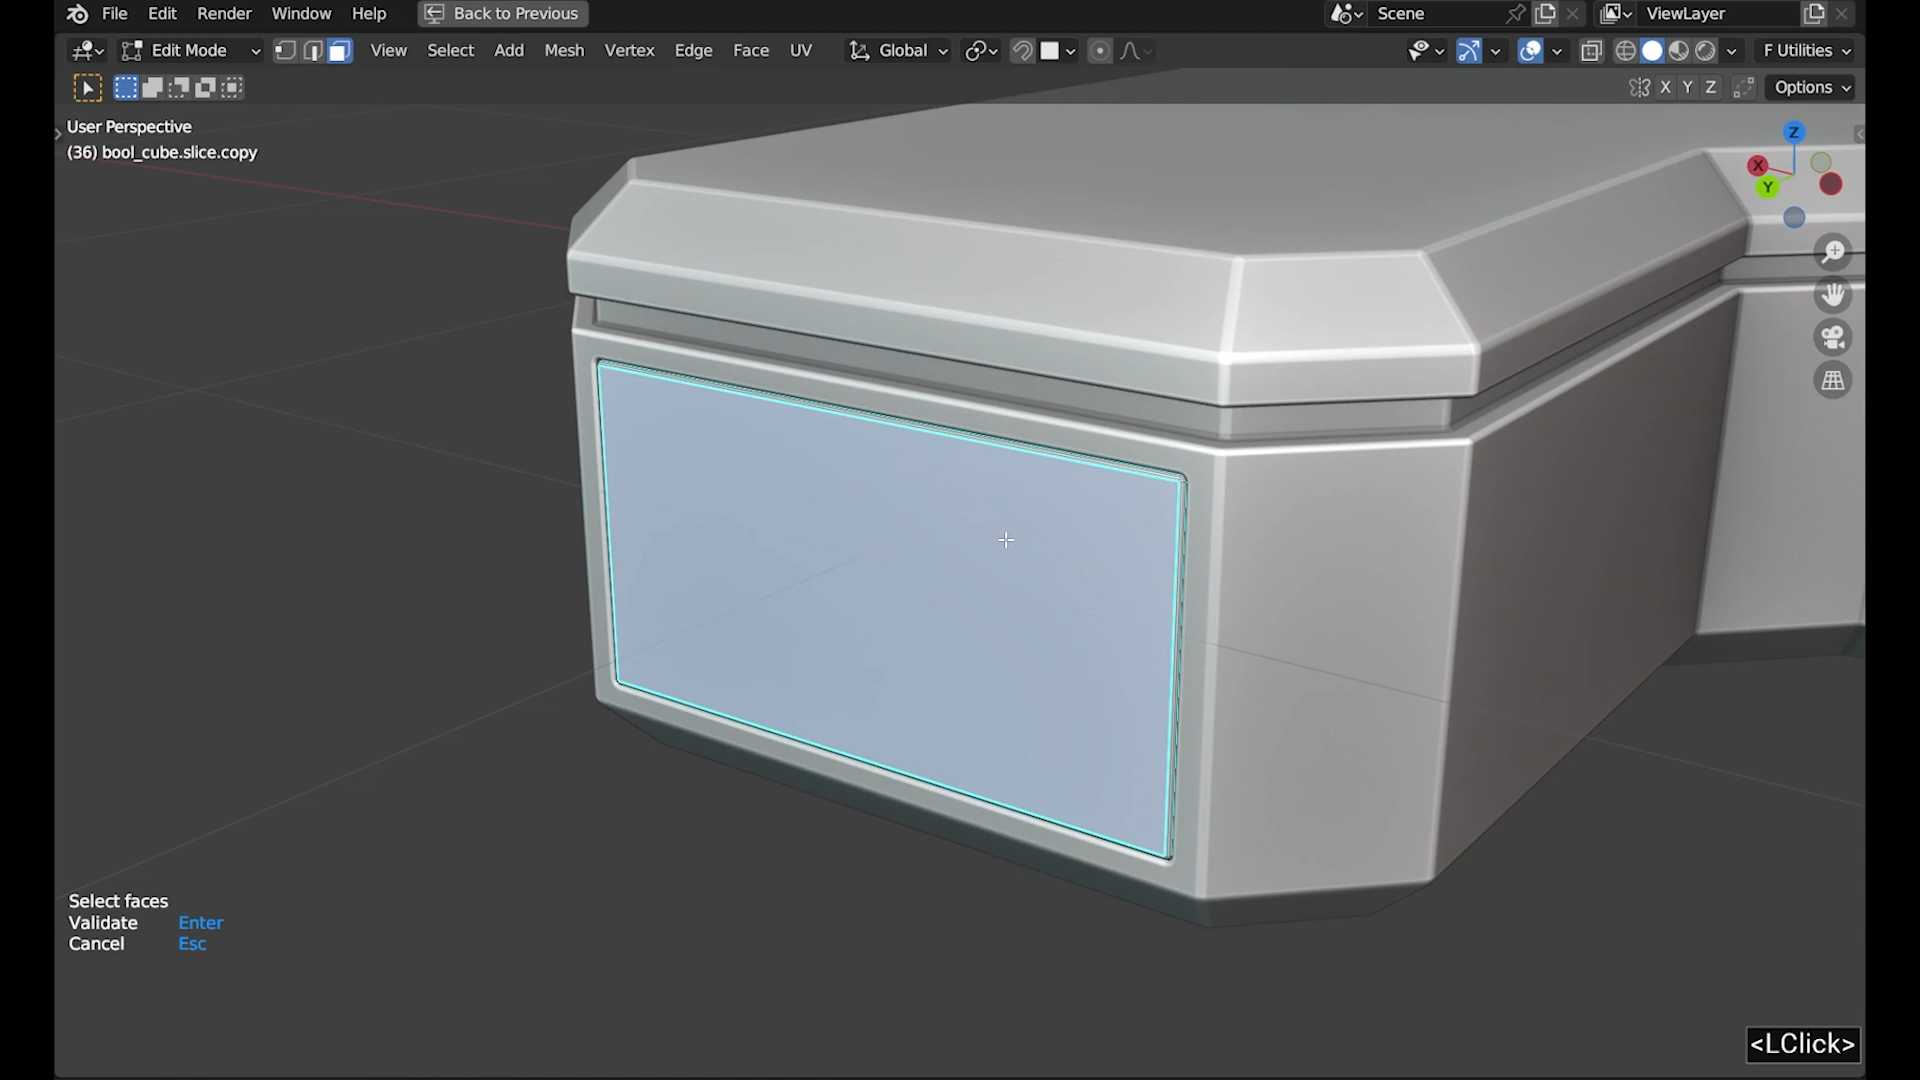 File Edit Render Window Help Back to Previous Scene ViewLayer
Edit Mode View Select Add Mesh Vertex Edge Face UV Global F Utilities
X Y Z Options
User Perspective
(36) bool_cube.slice.copy
Z
X
Y
Select faces
Validate Enter
Cancel Esc
<LClick>